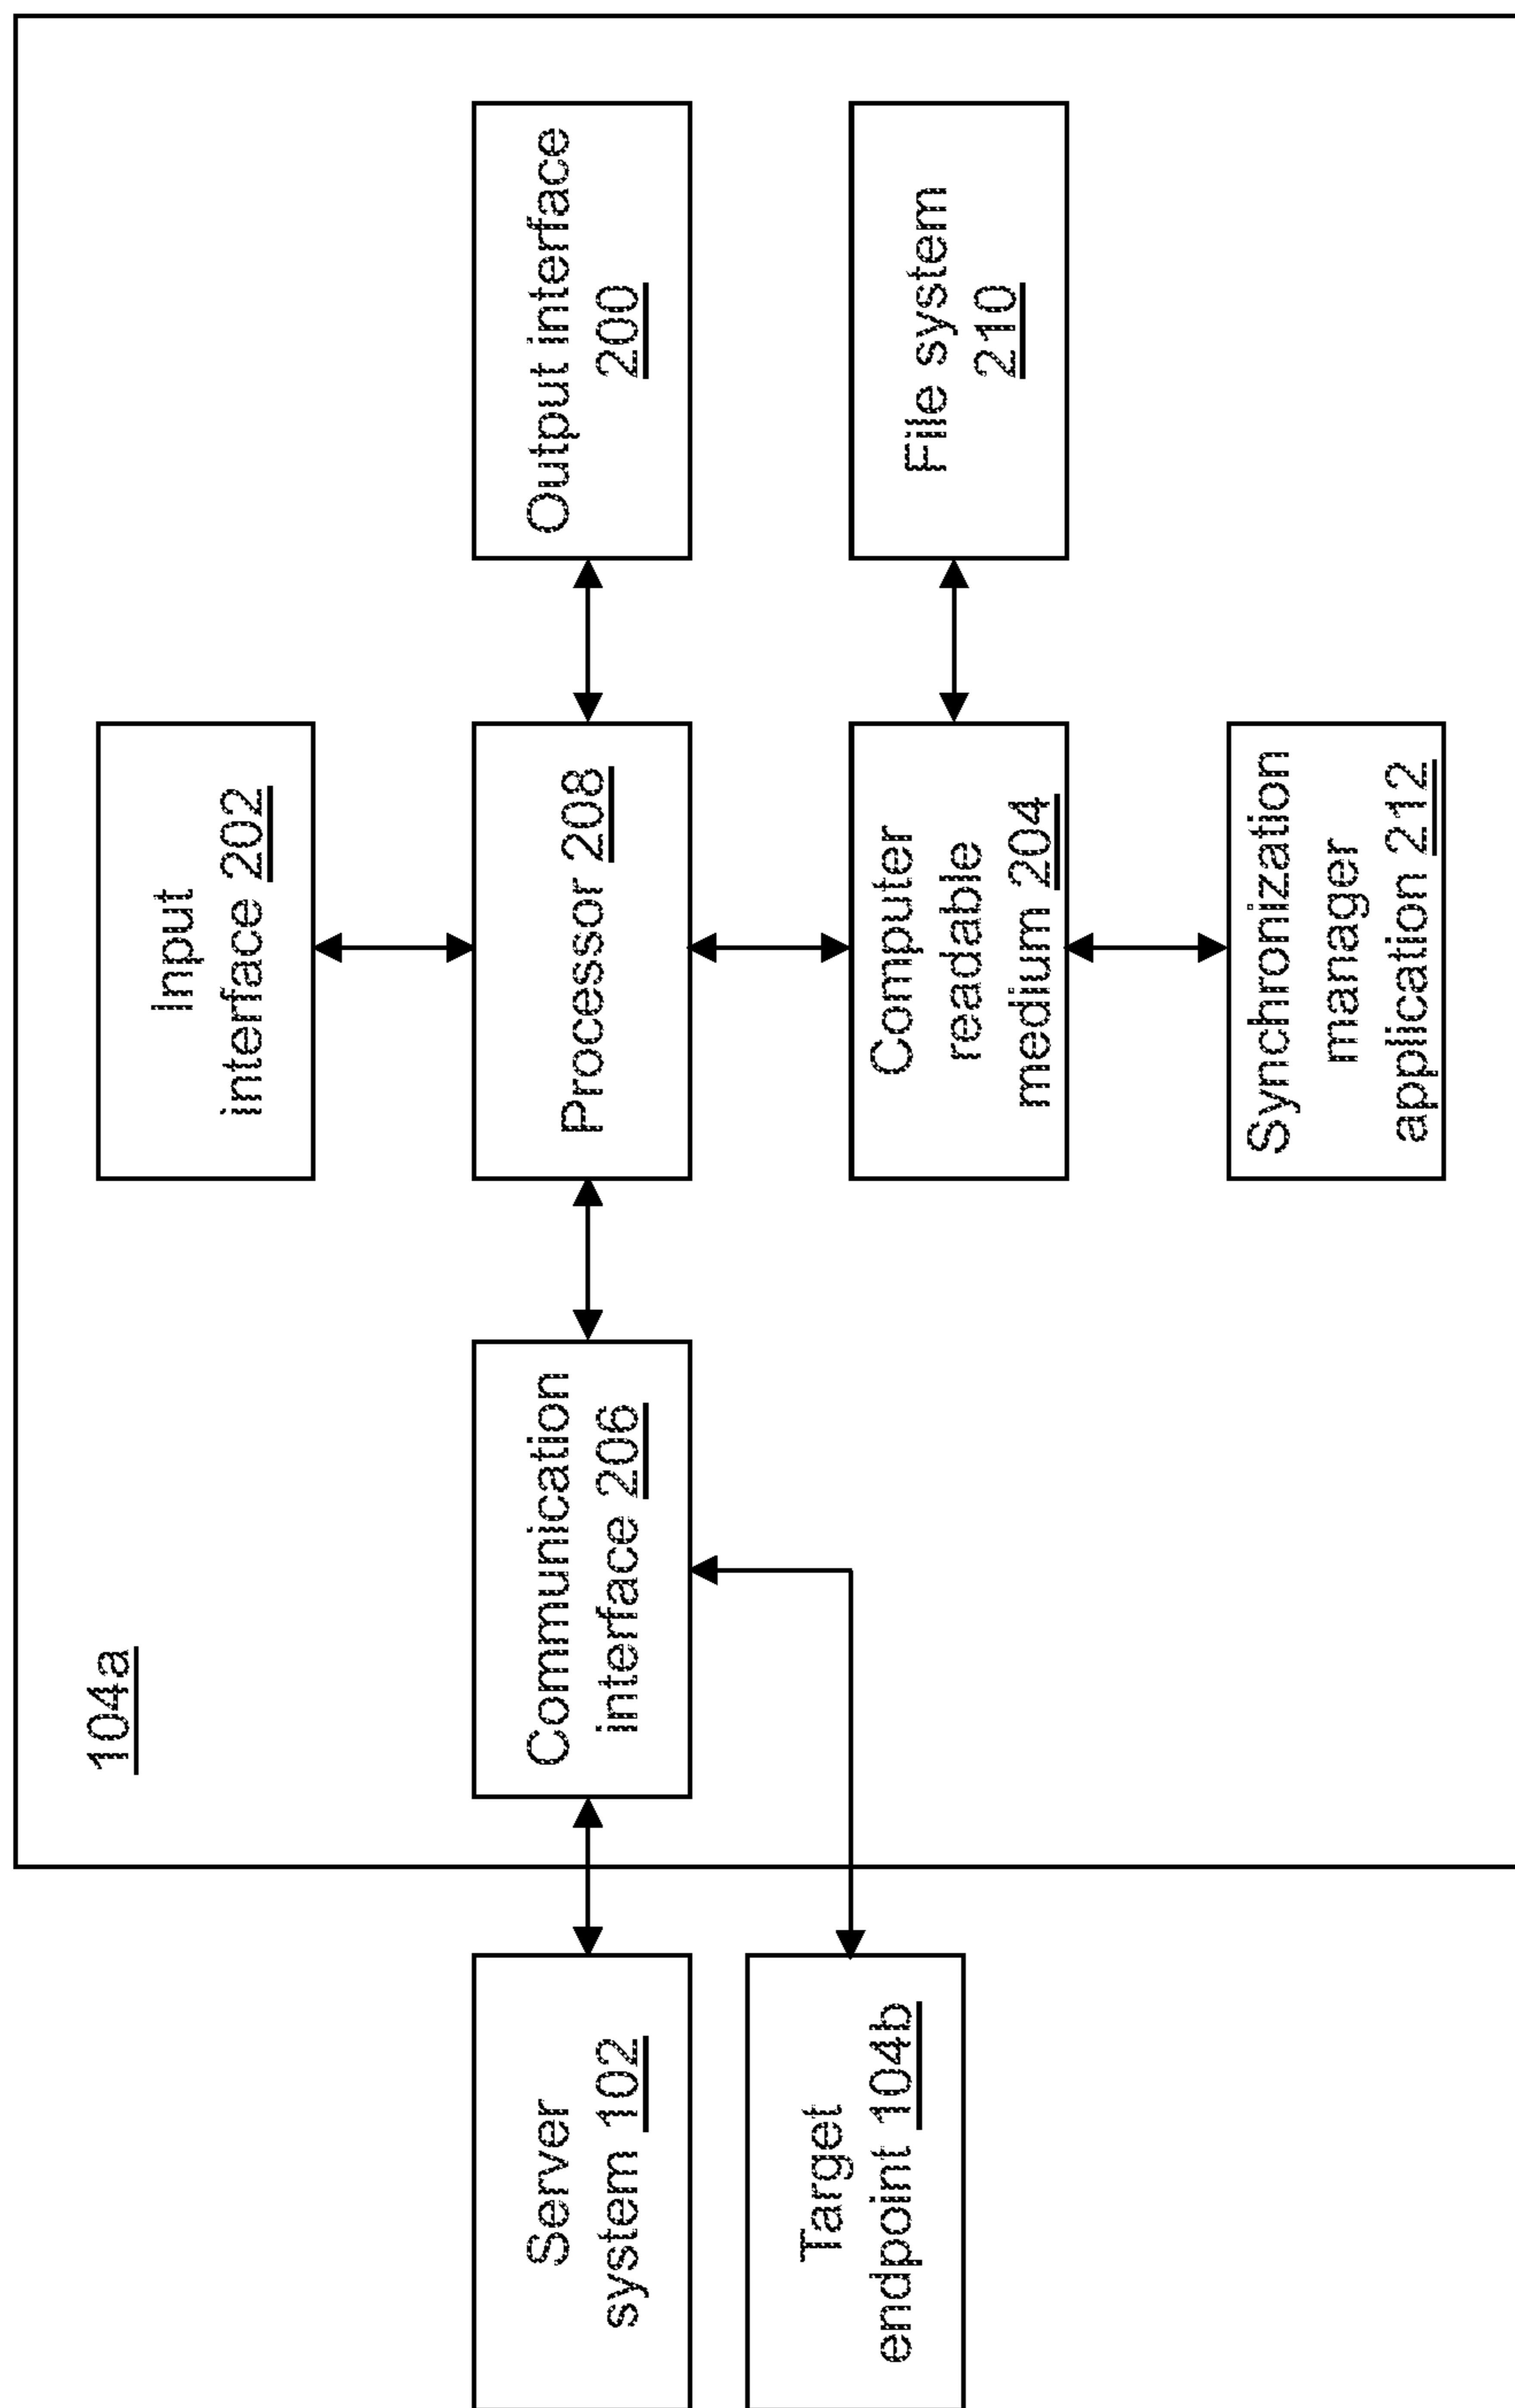 104a
Input
interface 202
Server
system 102
Communication
interface 206
Processor 208
Output interface
200
Target
endpoint 104b
Computer
readable
medium 204
File system
210
Synchronization
manager
application 212